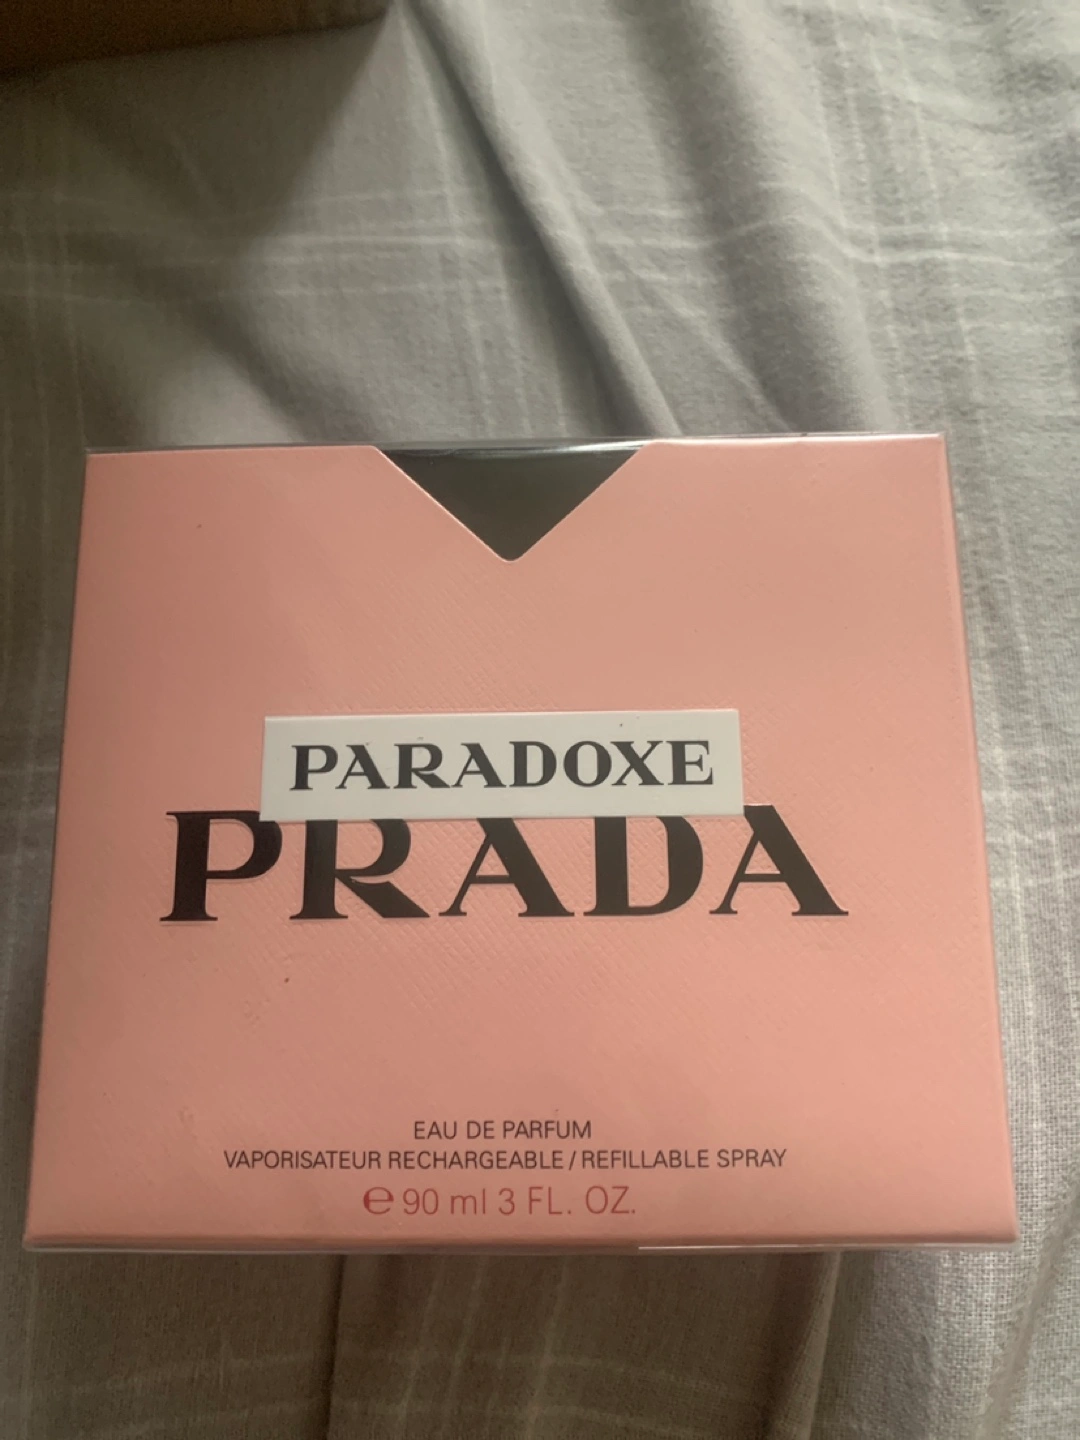 PARADOXE
PRADA
EAU DE PARFUM
VAPORISATEUR RECHARGEABLE / REFILLABLE SPRAY
℮ 90 ml 3 FL. OZ.